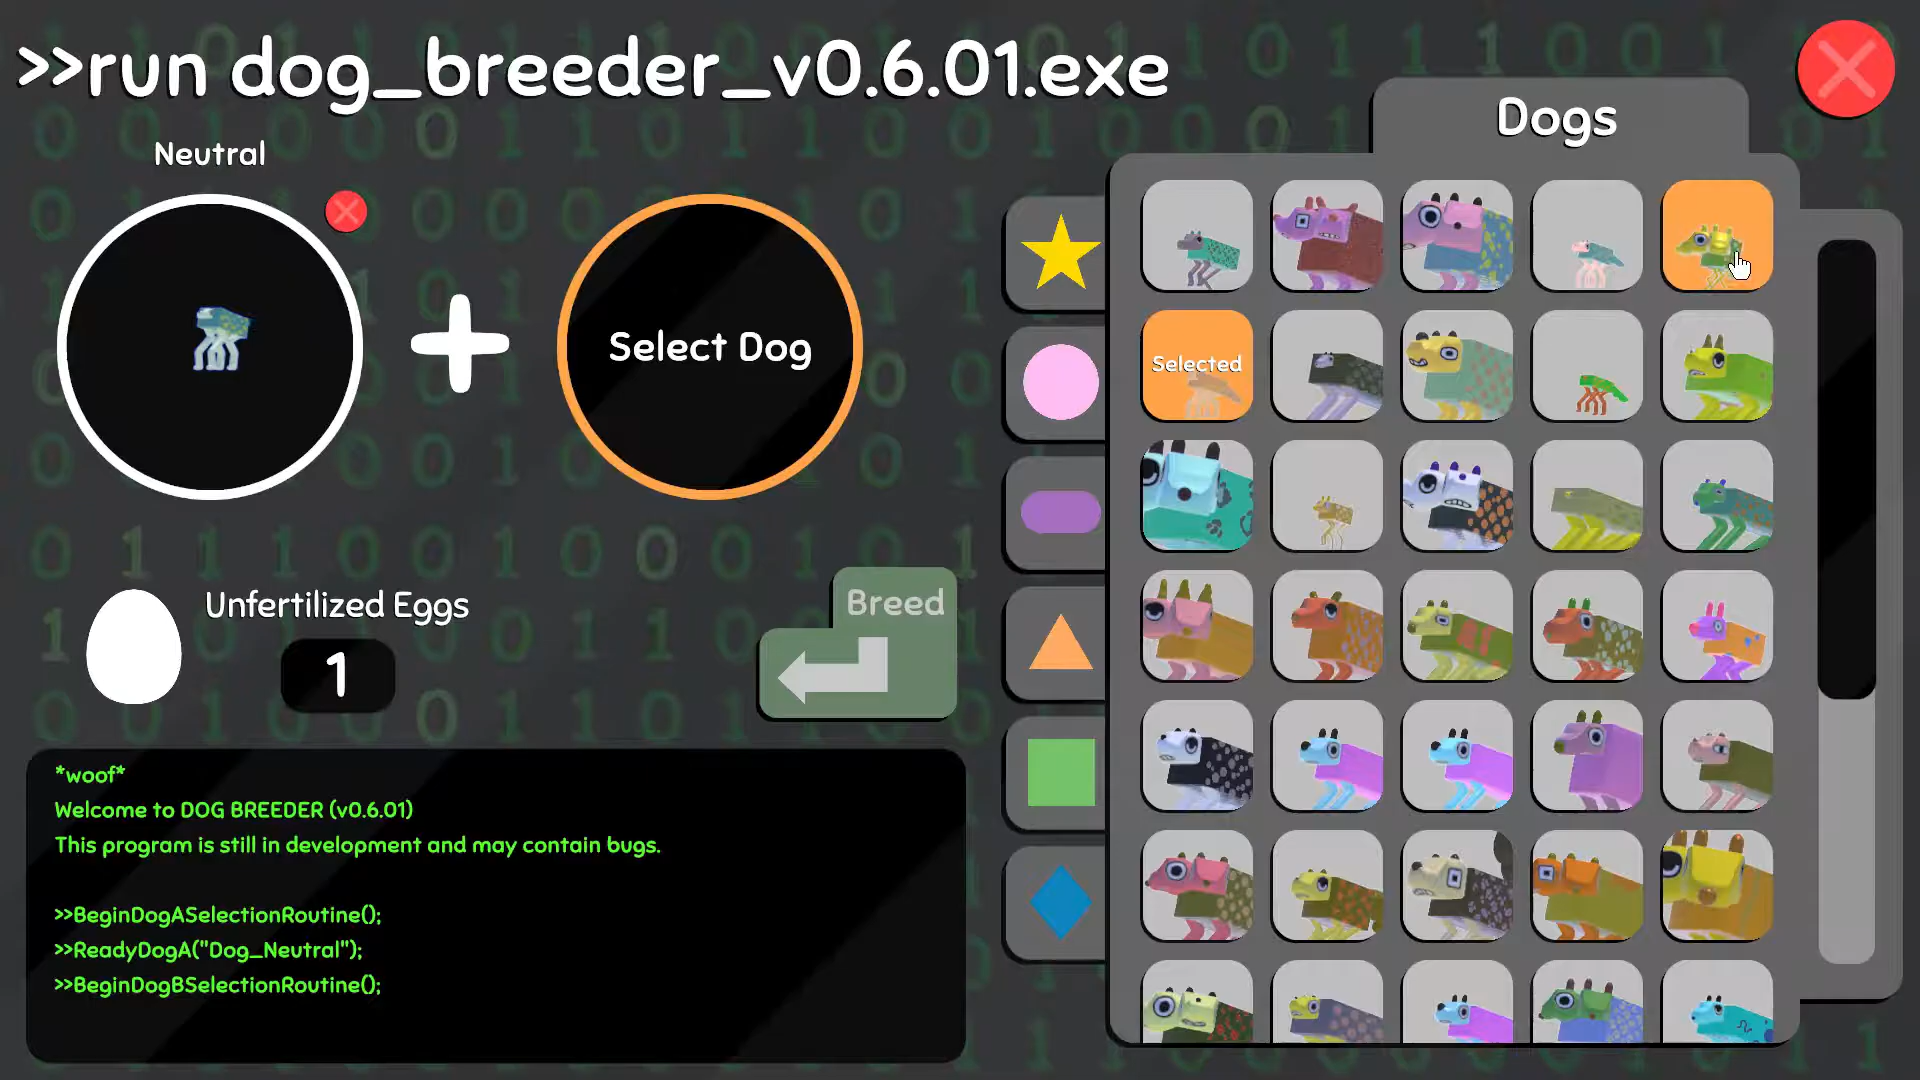 >>run dog_breeder_v0.6.01.exe
Dogs
Neutral
Select Dog
Selected
Unfertilized Eggs
1
Breed
*woof*
Welcome to DOG BREEDER (v0.6.01)
This program is still in development and may contain bugs.
>>BeginDogASelectionRoutine();
>>ReadyDogA("Dog_Neutral");
>>BeginDogBSelectionRoutine();